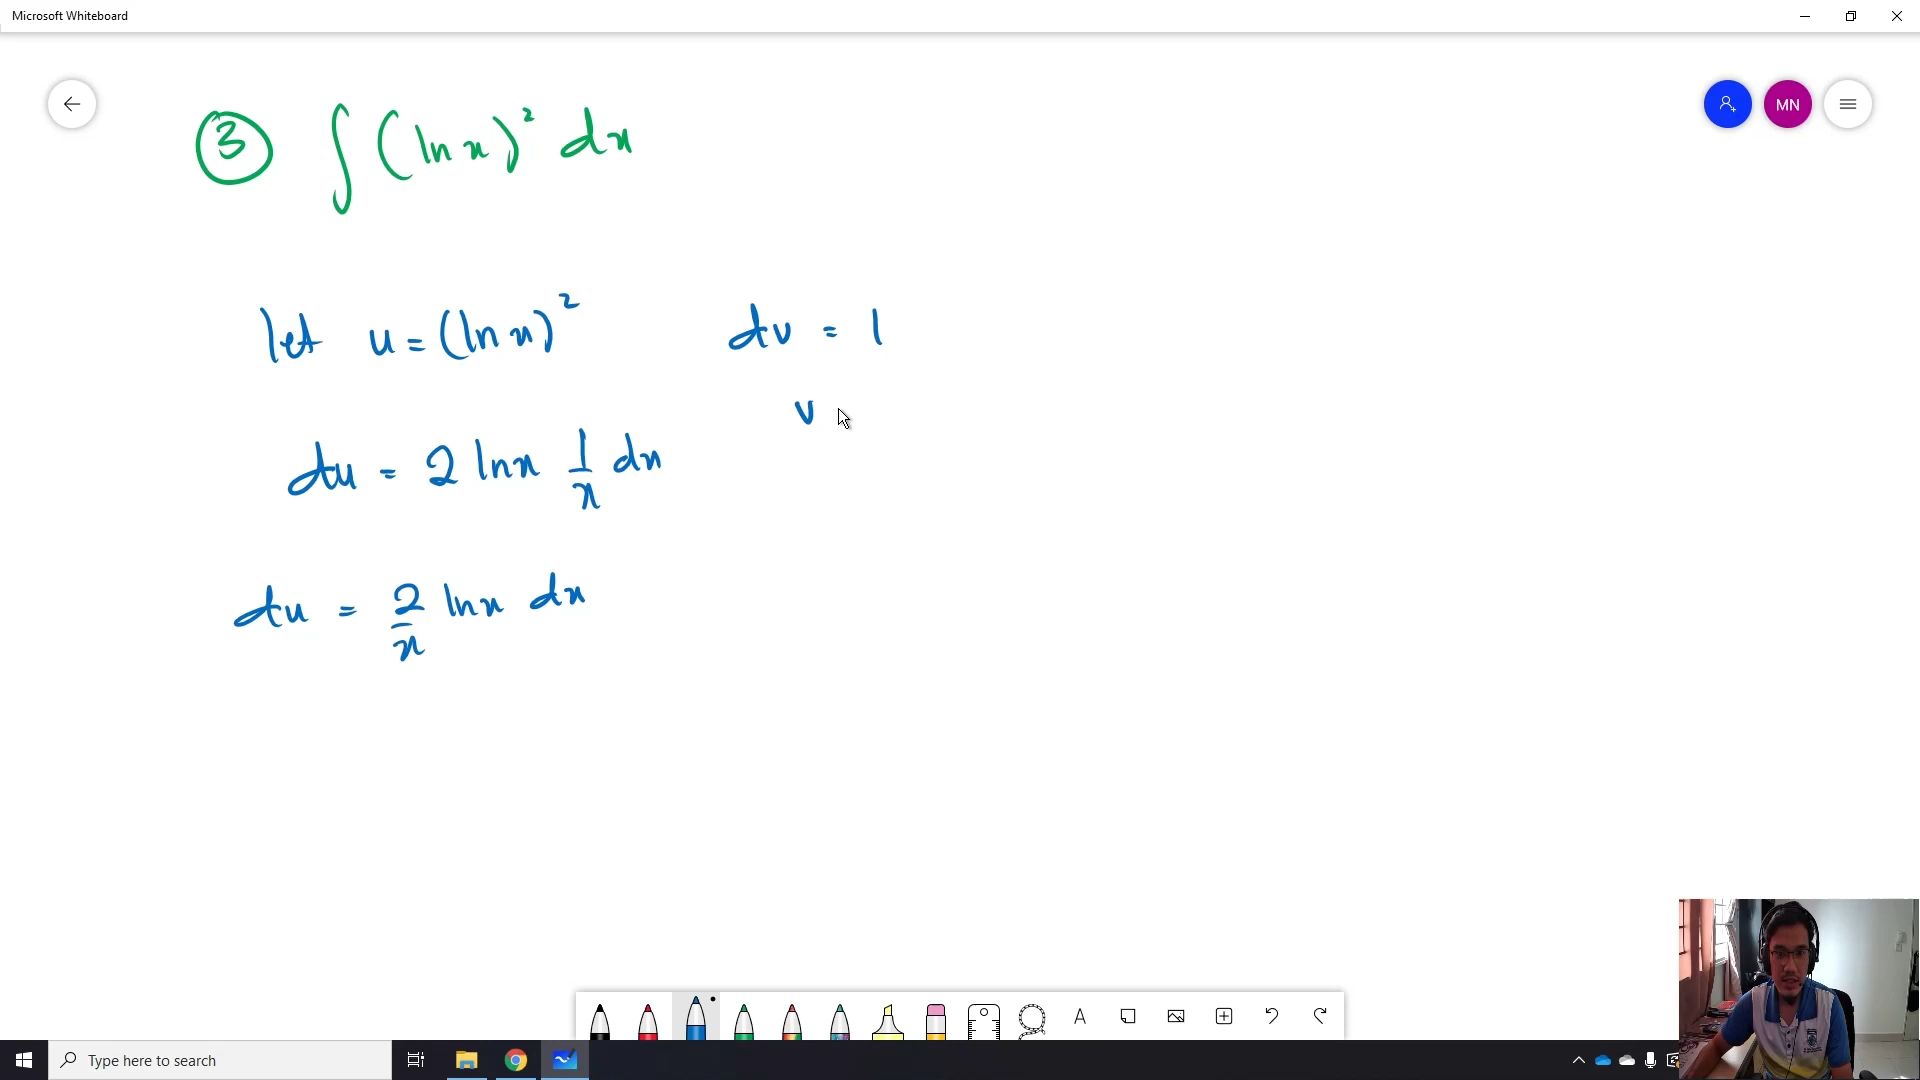 Microsoft Whiteboard
MN
③ ∫ (ln x)² dx
let u = (ln x)² dv = 1
v
du = 2 ln x 1/x dx
du = 2/x ln x dx
A
Type here to search